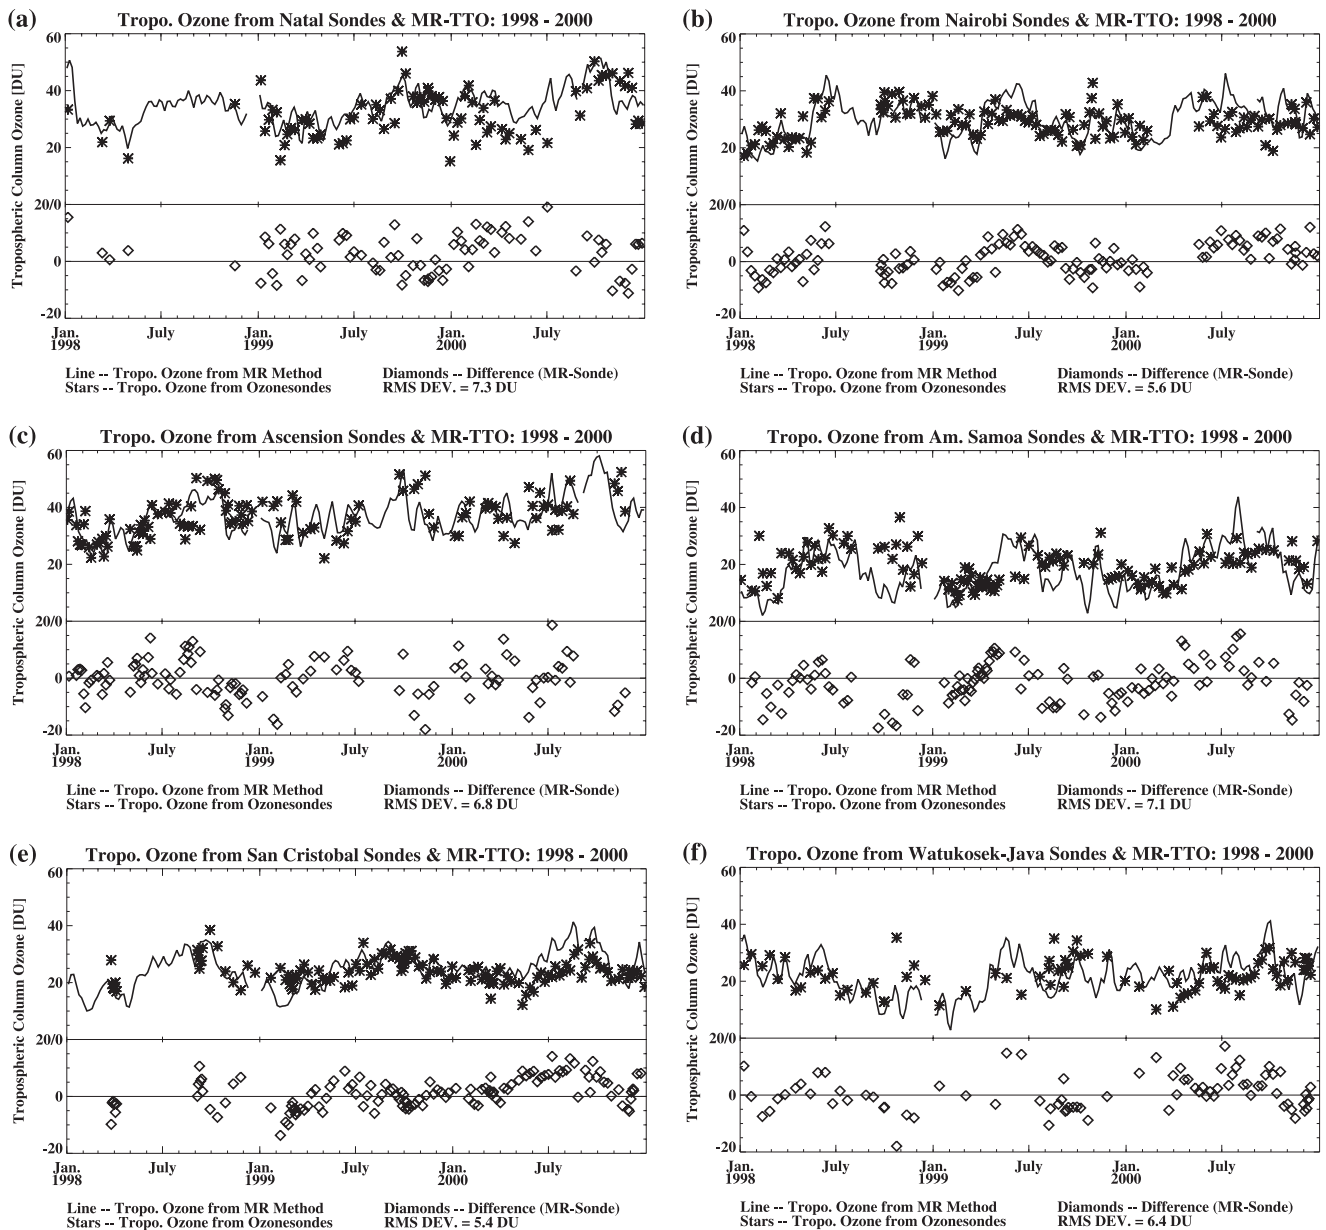 (a) Tropo. Ozone from Natal Sondes & MR-TTO: 1998 - 2000
Tropospheric Column Ozone [DU]
60
40
20
20/0
0
-20
Jan. July Jan. July Jan. July
1998 1999 2000
Line -- Tropo. Ozone from MR Method Diamonds -- Difference (MR-Sonde)
Stars -- Tropo. Ozone from Ozonesondes RMS DEV. = 7.3 DU
(b) Tropo. Ozone from Nairobi Sondes & MR-TTO: 1998 - 2000
Tropospheric Column Ozone [DU]
60
40
20
20/0
0
-20
Jan. July Jan. July Jan. July
1998 1999 2000
Line -- Tropo. Ozone from MR Method Diamonds -- Difference (MR-Sonde)
Stars -- Tropo. Ozone from Ozonesondes RMS DEV. = 5.6 DU
(c) Tropo. Ozone from Ascension Sondes & MR-TTO: 1998 - 2000
Tropospheric Column Ozone [DU]
60
40
20
20/0
0
-20
Jan. July Jan. July Jan. July
1998 1999 2000
Line -- Tropo. Ozone from MR Method Diamonds -- Difference (MR-Sonde)
Stars -- Tropo. Ozone from Ozonesondes RMS DEV. = 6.8 DU
(d) Tropo. Ozone from Am. Samoa Sondes & MR-TTO: 1998 - 2000
Tropospheric Column Ozone [DU]
60
40
20
20/0
0
-20
Jan. July Jan. July Jan. July
1998 1999 2000
Line -- Tropo. Ozone from MR Method Diamonds -- Difference (MR-Sonde)
Stars -- Tropo. Ozone from Ozonesondes RMS DEV. = 7.1 DU
(e) Tropo. Ozone from San Cristobal Sondes & MR-TTO: 1998 - 2000
Tropospheric Column Ozone [DU]
60
40
20
20/0
0
-20
Jan. July Jan. July Jan. July
1998 1999 2000
Line -- Tropo. Ozone from MR Method Diamonds -- Difference (MR-Sonde)
Stars -- Tropo. Ozone from Ozonesondes RMS DEV. = 5.4 DU
(f) Tropo. Ozone from Watukosek-Java Sondes & MR-TTO: 1998 - 2000
Tropospheric Column Ozone [DU]
60
40
20
20/0
0
-20
Jan. July Jan. July Jan. July
1998 1999 2000
Line -- Tropo. Ozone from MR Method Diamonds -- Difference (MR-Sonde)
Stars -- Tropo. Ozone from Ozonesondes RMS DEV. = 6.4 DU